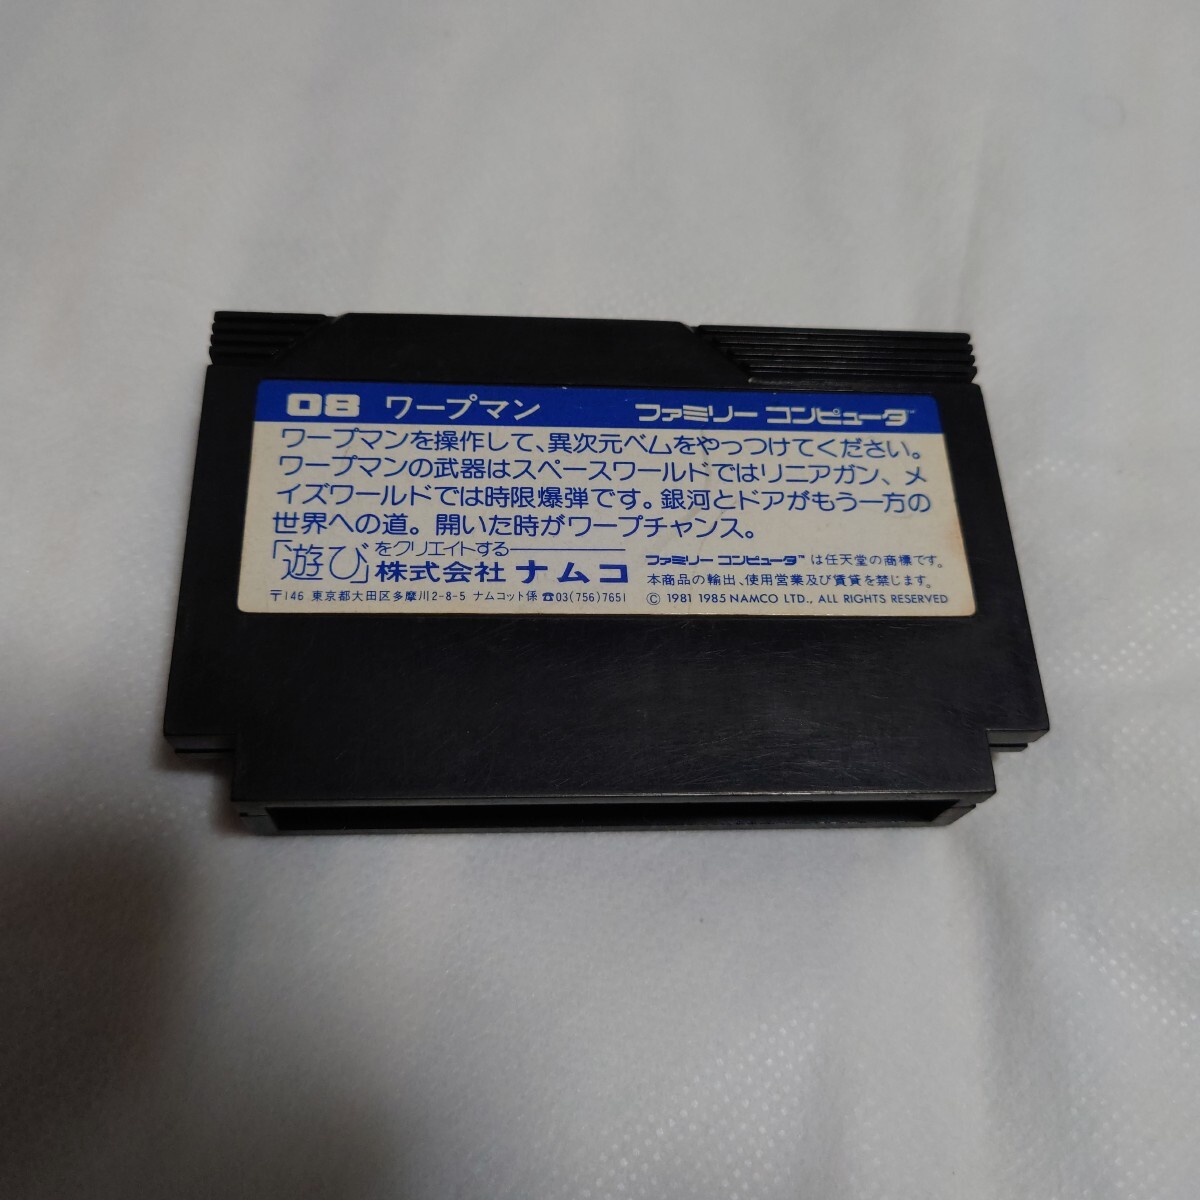 08 ワープマン ファミリー コンピュータ™
ワープマンを操作して、異次元ベムをやっつけてください。
ワープマンの武器はスペースワールドではリニアガン、メ
イズワールドでは時限爆弾です。銀河とドアがもう一方の
世界への道。開いた時がワープチャンス。
「遊び」をクリエイトする
株式会社 ナムコ
〒146 東京都大田区多摩川2-8-5 ナムコット係 ☎03(756)7651
ファミリー コンピュータ™ は任天堂の商標です。
本商品の輸出、使用営業及び賃貸を禁じます。
© 1981 1985 NAMCO LTD., ALL RIGHTS RESERVED